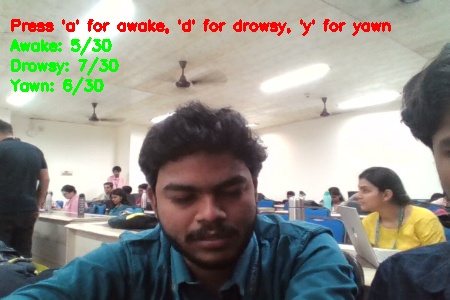 Press 'a' for awake, 'd' for drowsy, 'y' for yawn
Awake: 5/30
Drowsy: 7/30
Yawn: 6/30